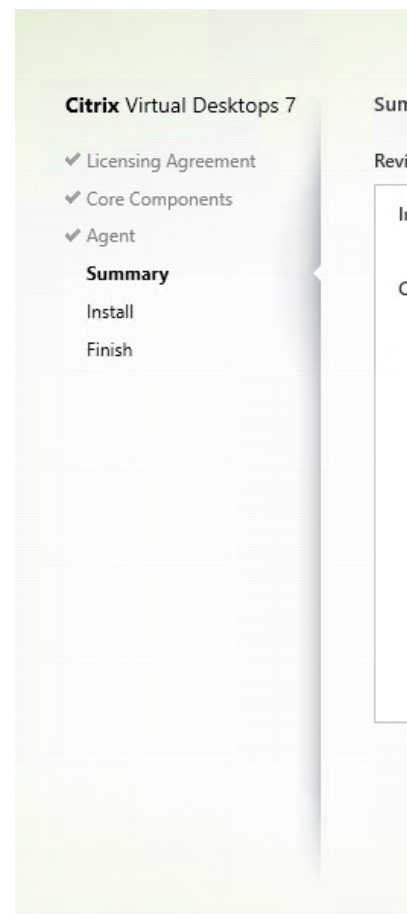 Citrix Virtual Desktops 7
Licensing Agreement
Core Components
Agent
Summary
Install
Finish